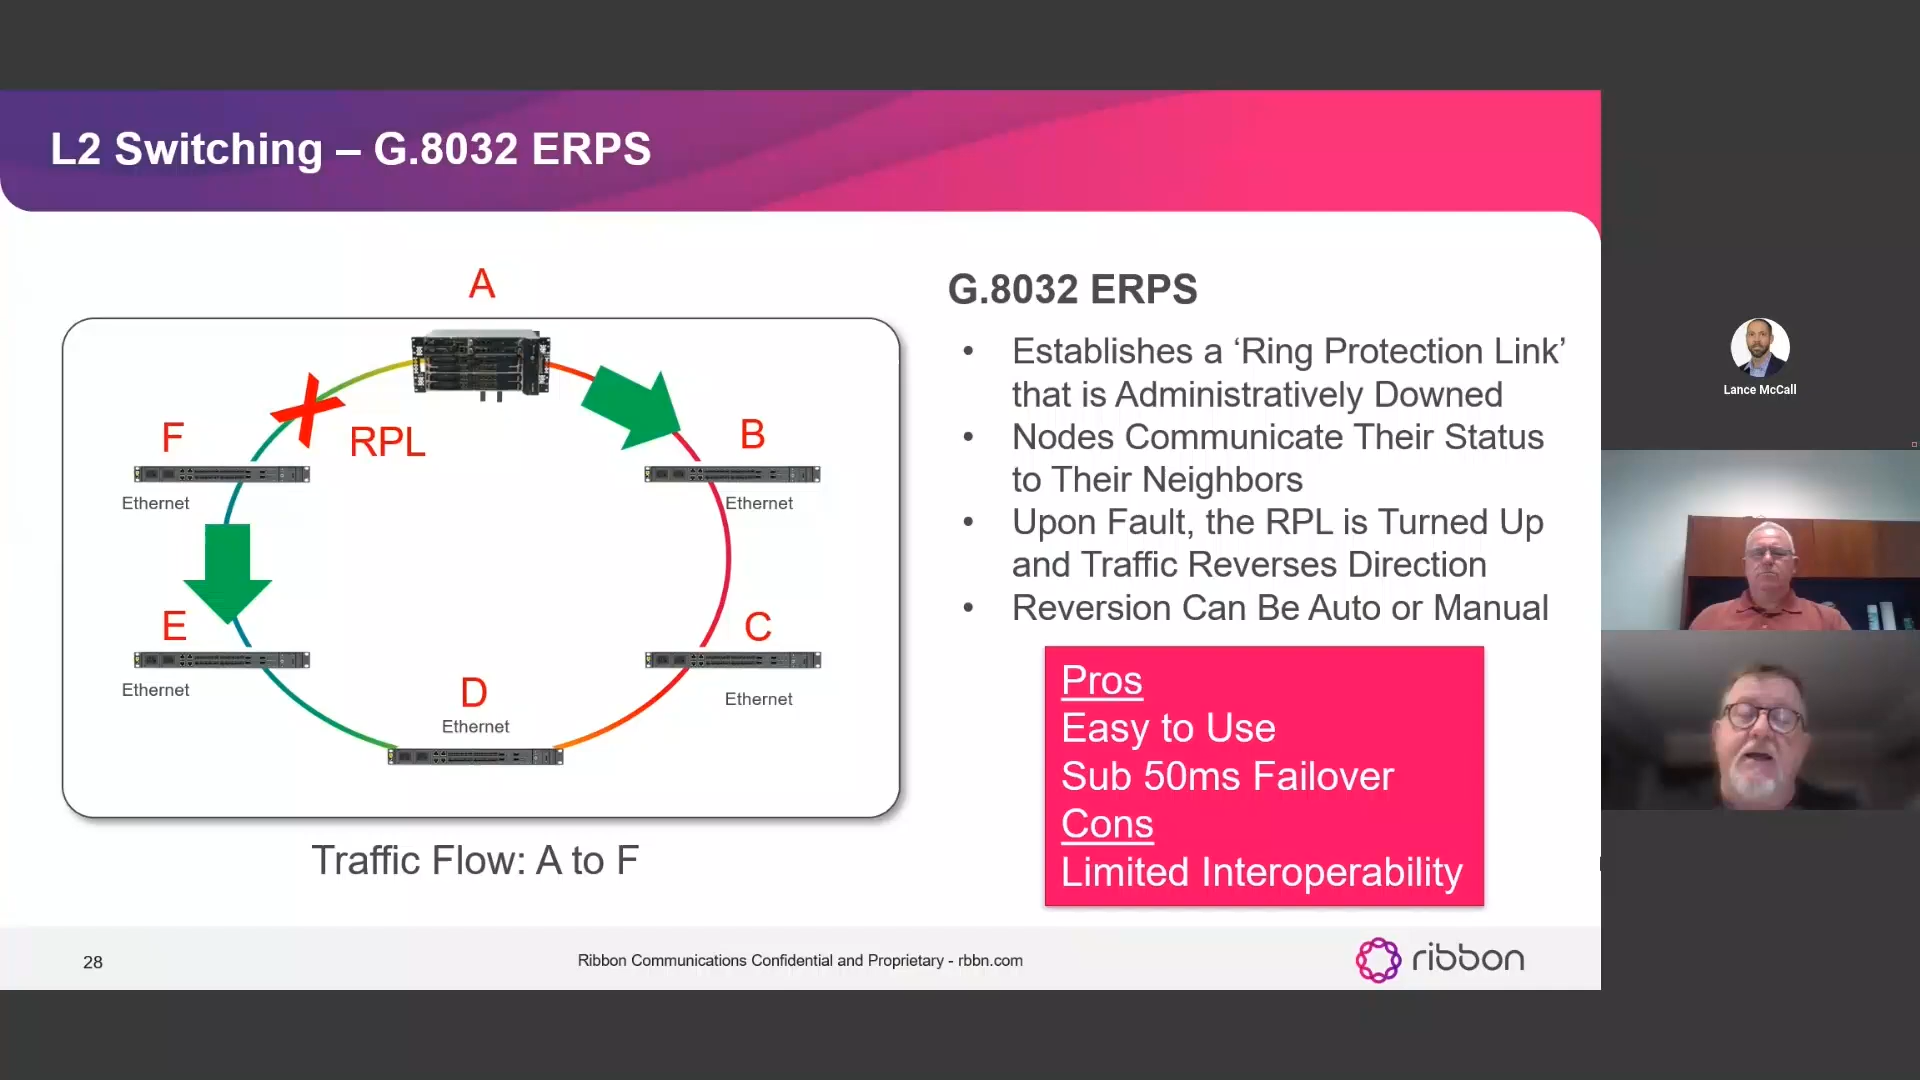 L2 Switching – G.8032 ERPS
A
F
RPL
B
Ethernet
Ethernet
E
C
D
Ethernet
Ethernet
Ethernet
Traffic Flow: A to F
G.8032 ERPS
• Establishes a ‘Ring Protection Link’
that is Administratively Downed
• Nodes Communicate Their Status
to Their Neighbors
• Upon Fault, the RPL is Turned Up
and Traffic Reverses Direction
• Reversion Can Be Auto or Manual
Pros
Easy to Use
Sub 50ms Failover
Cons
Limited Interoperability
28
Ribbon Communications Confidential and Proprietary - rbbn.com
ribbon
Lance McCall